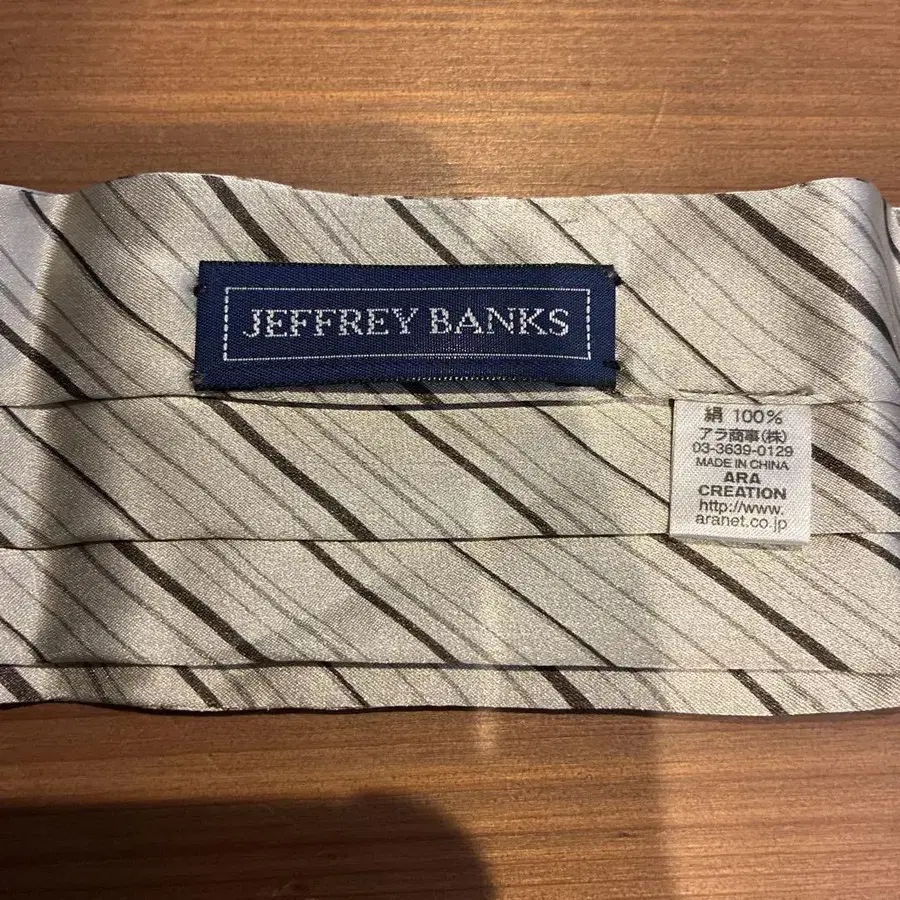 JEFFREY BANKS
絹 100%
アラ商事(株)
03-3639-0129
MADE IN CHINA
ARA
CREATION
http://www.
aranet.co.jp